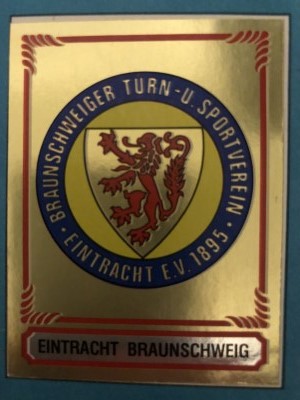 BRAUNSCHWEIGER TURN-U. SPORTVEREIN
· EINTRACHT E.V. 1895 ·
EINTRACHT BRAUNSCHWEIG